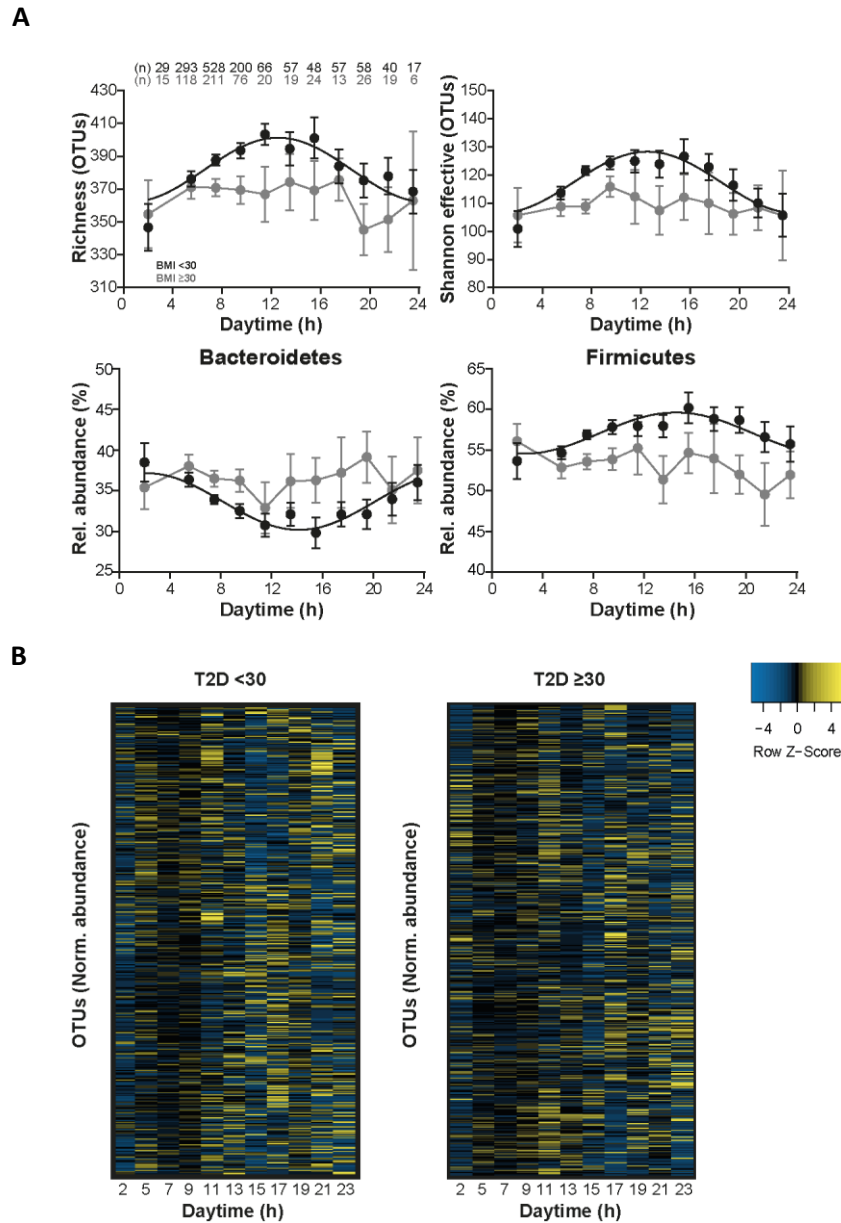 A
(n) 29 293 528 200 66 57 48 57 58 40 17
(n) 15 118 211 76 20 19 24 13 26 19 6
Richness (OTUs)
430
390
370
350
330
310
BMI <30
BMI ≥30
0 4 8 12 16 20 24
Daytime (h)
Shannon effective (OTUs)
150
140
130
120
110
100
90
80
0 4 8 12 16 20 24
Daytime (h)
Bacteroidetes
Rel. abundance (%)
50
45
40
35
30
25
0 4 8 12 16 20 24
Daytime (h)
Firmicutes
Rel. abundance (%)
65
60
55
50
45
40
0 4 8 12 16 20 24
Daytime (h)
B
T2D <30
OTUs (Norm. abundance)
2 5 7 9 11 13 15 17 19 21 23
Daytime (h)
T2D ≥30
OTUs (Norm. abundance)
2 5 7 9 11 13 15 17 19 21 23
Daytime (h)
−4 0 4
Row Z−Score